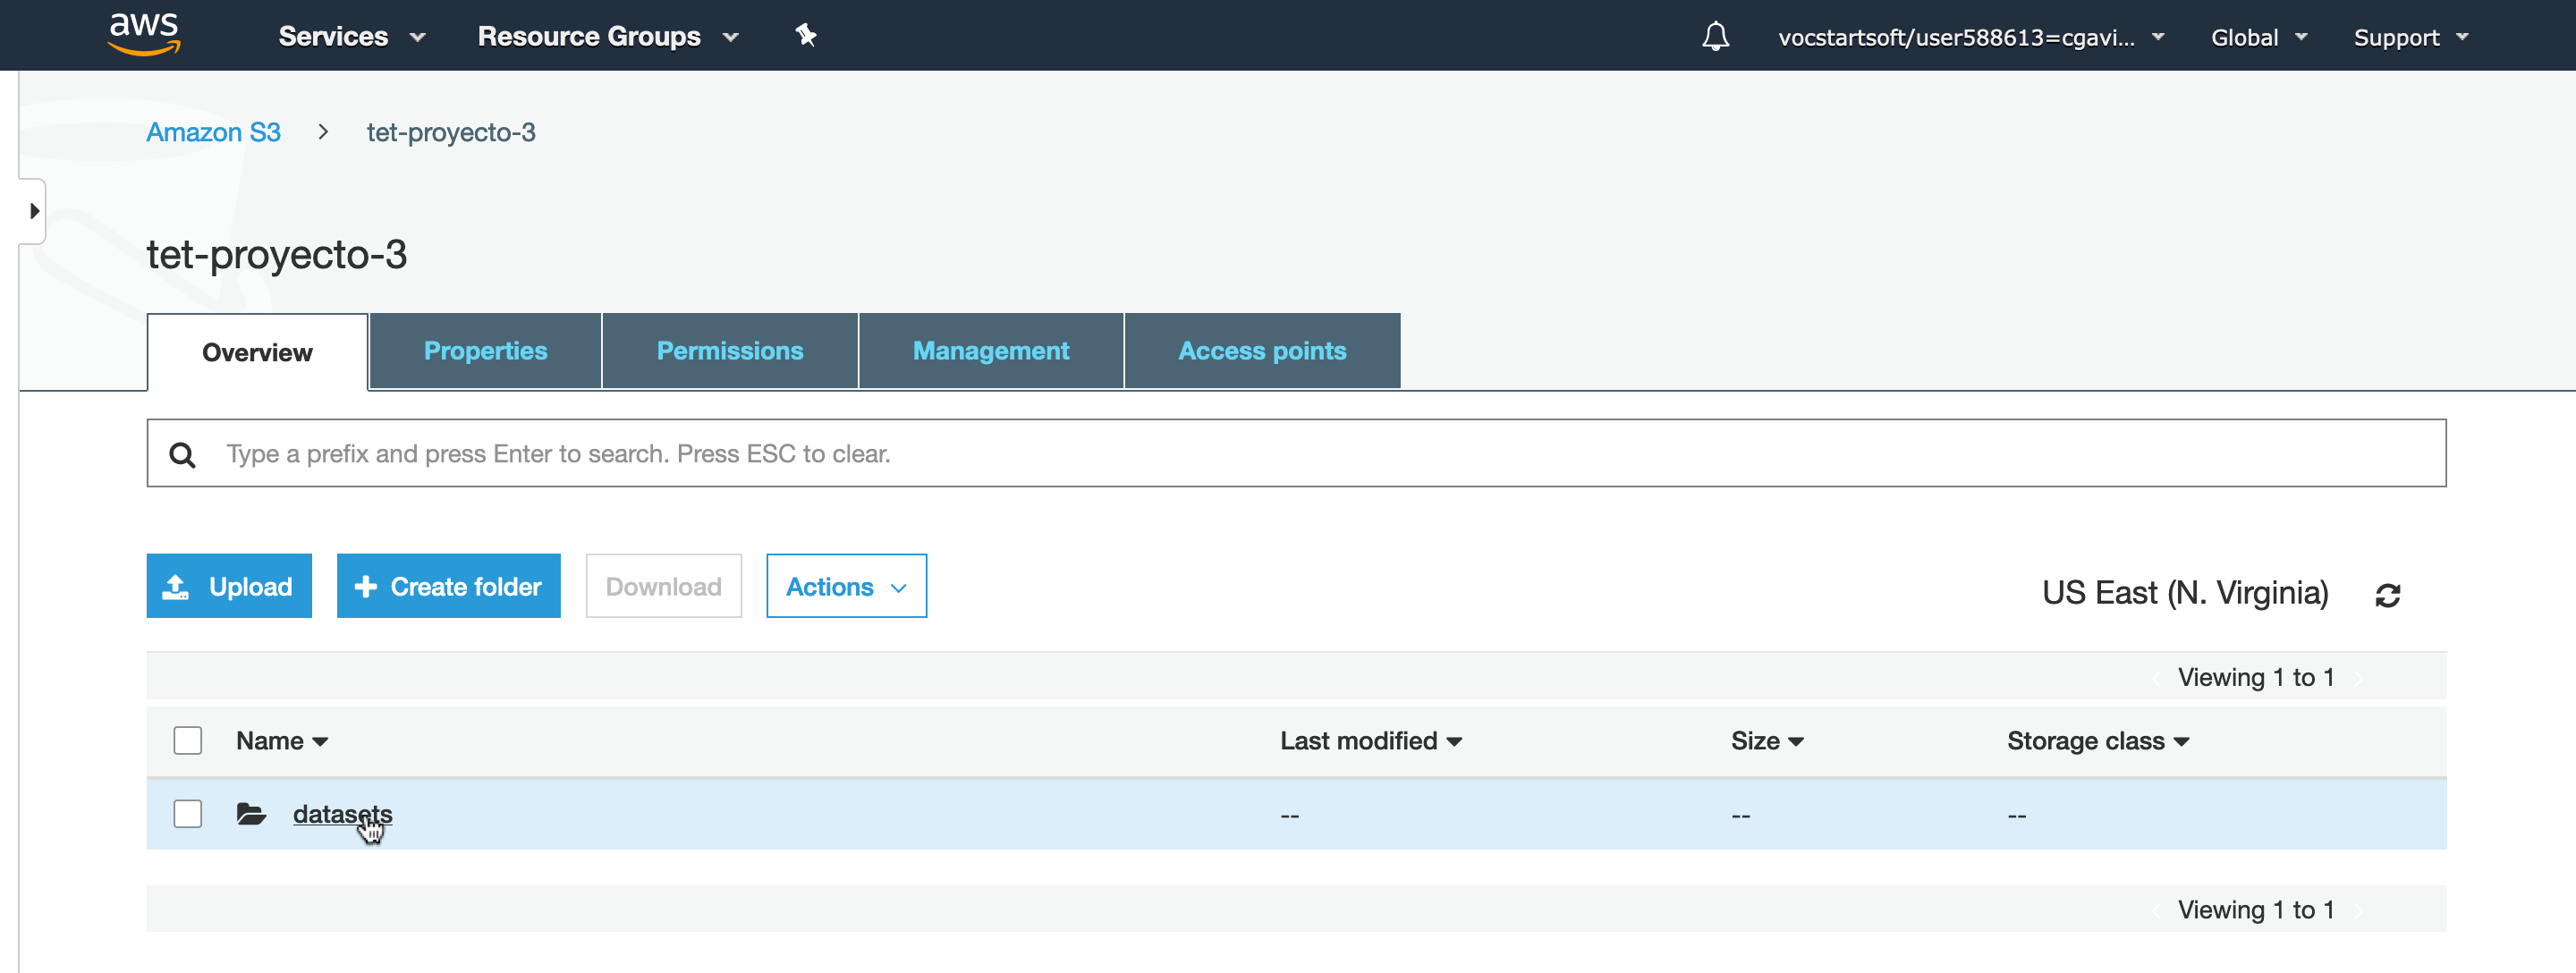 aws Services Resource Groups vocstartsoft/user588613=cgavi... Global Support
Amazon S3 > tet-proyecto-3
tet-proyecto-3
Overview Properties Permissions Management Access points
Type a prefix and press Enter to search. Press ESC to clear.
Upload + Create folder Download Actions US East (N. Virginia)
Viewing 1 to 1
Name Last modified Size Storage class
datasets -- -- --
Viewing 1 to 1